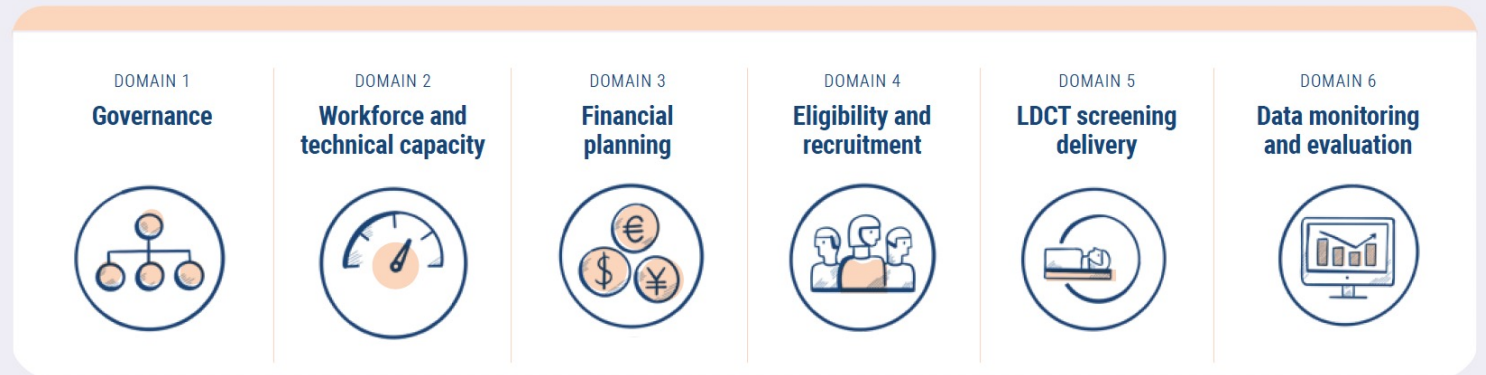 DOMAIN 1
Governance
DOMAIN 2
Workforce and
technical capacity
DOMAIN 3
Financial
planning
DOMAIN 4
Eligibility and
recruitment
DOMAIN 5
LDCT screening
delivery
DOMAIN 6
Data monitoring
and evaluation
€
$
¥